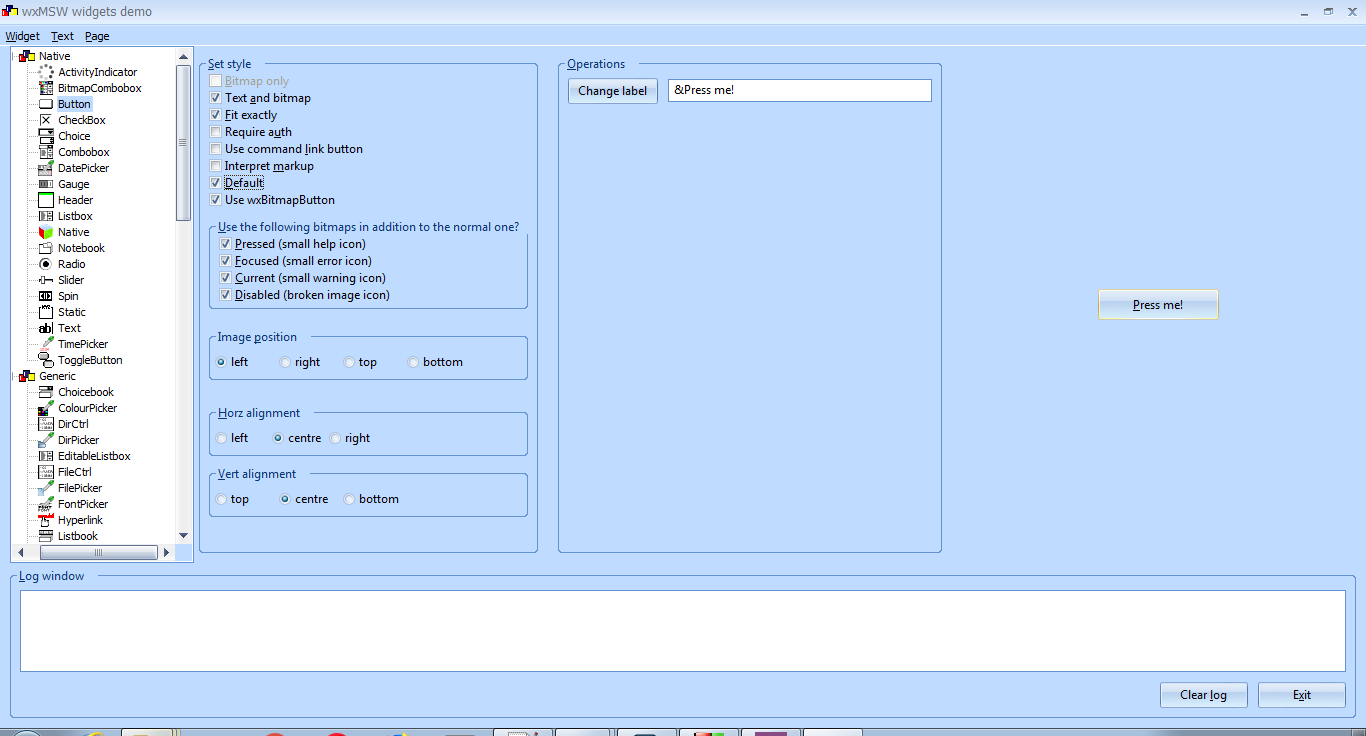 wxMSW widgets demo
Widget Text Page
Native
ActivityIndicator
BitmapCombobox
Button
CheckBox
Choice
Combobox
DatePicker
Gauge
Header
Listbox
Native
Notebook
Radio
Slider
Spin
Static
Text
TimePicker
ToggleButton
Generic
Choicebook
ColourPicker
DirCtrl
DirPicker
EditableListbox
FileCtrl
FilePicker
FontPicker
Hyperlink
Listbook
Set style
Bitmap only
Text and bitmap
Fit exactly
Require auth
Use command link button
Interpret markup
Default
Use wxBitmapButton
Use the following bitmaps in addition to the normal one?
Pressed (small help icon)
Focused (small error icon)
Current (small warning icon)
Disabled (broken image icon)
Image position
left right top bottom
Horz alignment
left centre right
Vert alignment
top centre bottom
Operations
Change label &Press me!
Press me!
Log window
Clear log Exit